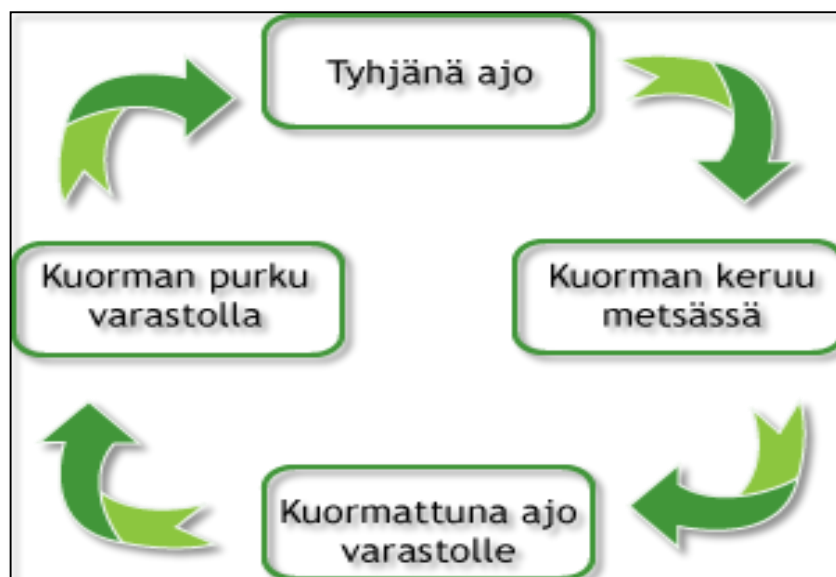 Tyhjänä ajo
Kuorman purku
varastolla
Kuorman keruu
metsässä
Kuormattuna ajo
varastolle